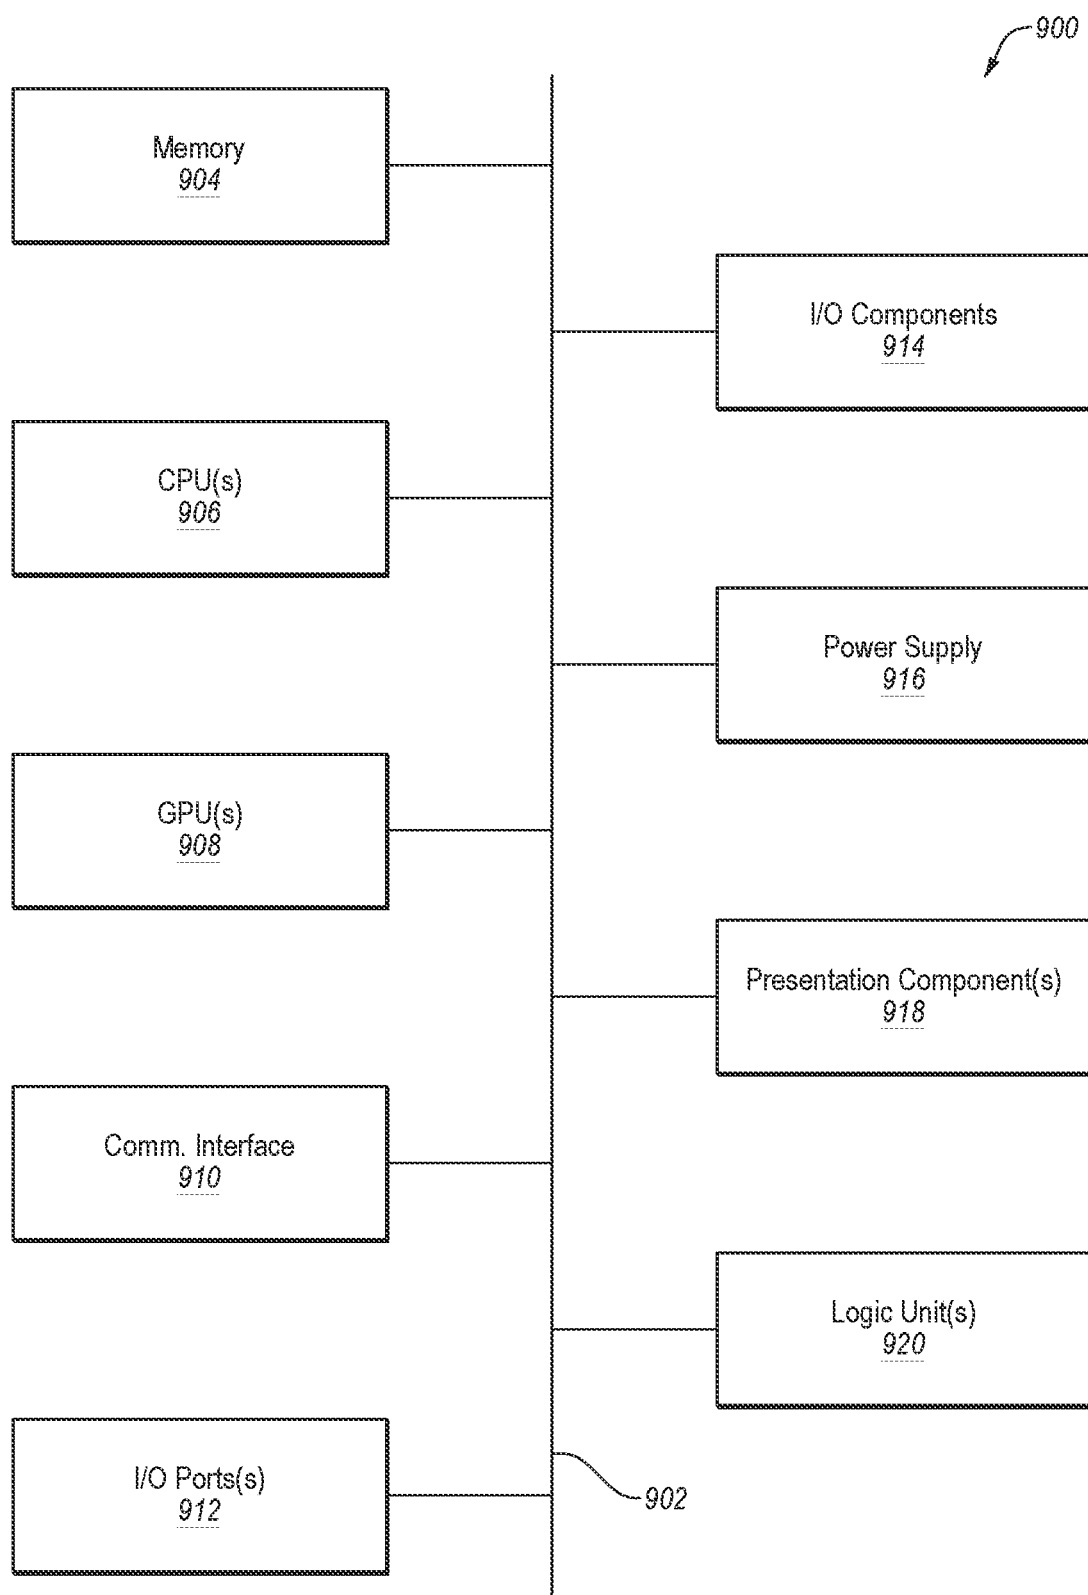 900
Memory
904
I/O Components
914
CPU(s)
906
Power Supply
916
GPU(s)
908
Presentation Component(s)
918
Comm. Interface
910
Logic Unit(s)
920
I/O Ports(s)
912
902